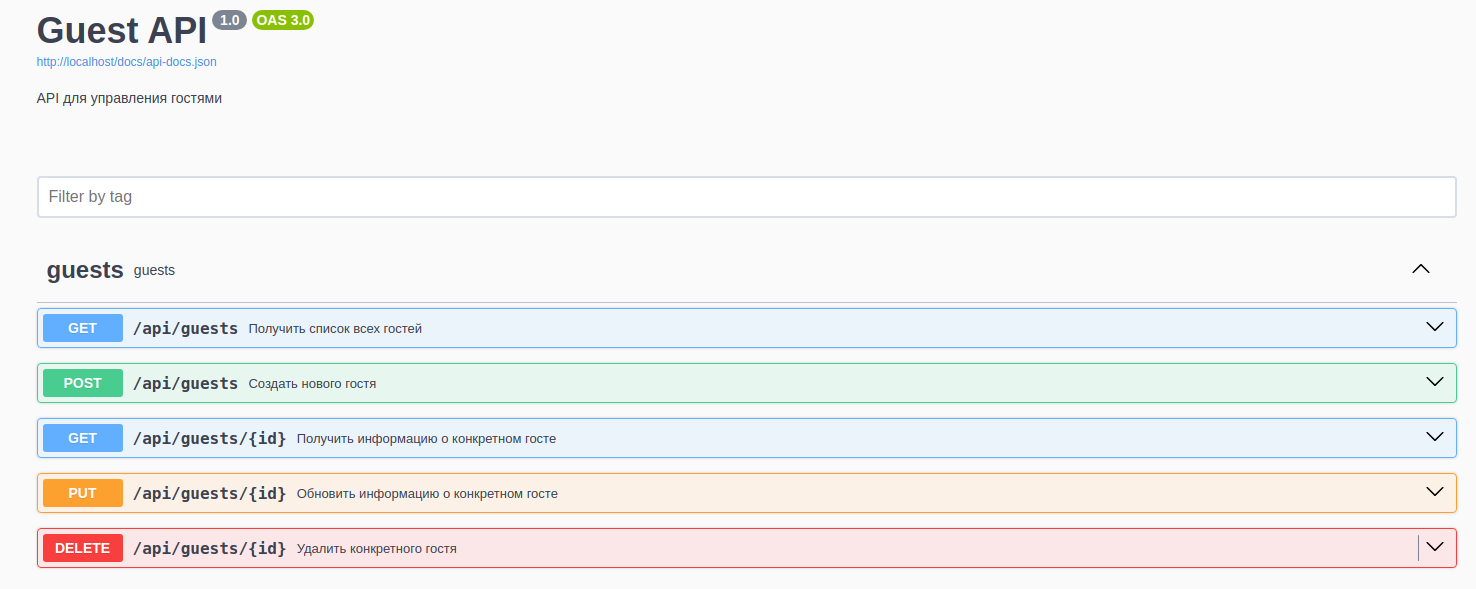 Guest API 1.0 OAS 3.0
http://localhost/docs/api-docs.json
API для управления гостями
Filter by tag
guests guests
GET /api/guests Получить список всех гостей
POST /api/guests Создать нового гостя
GET /api/guests/{id} Получить информацию о конкретном госте
PUT /api/guests/{id} Обновить информацию о конкретном госте
DELETE /api/guests/{id} Удалить конкретного гостя